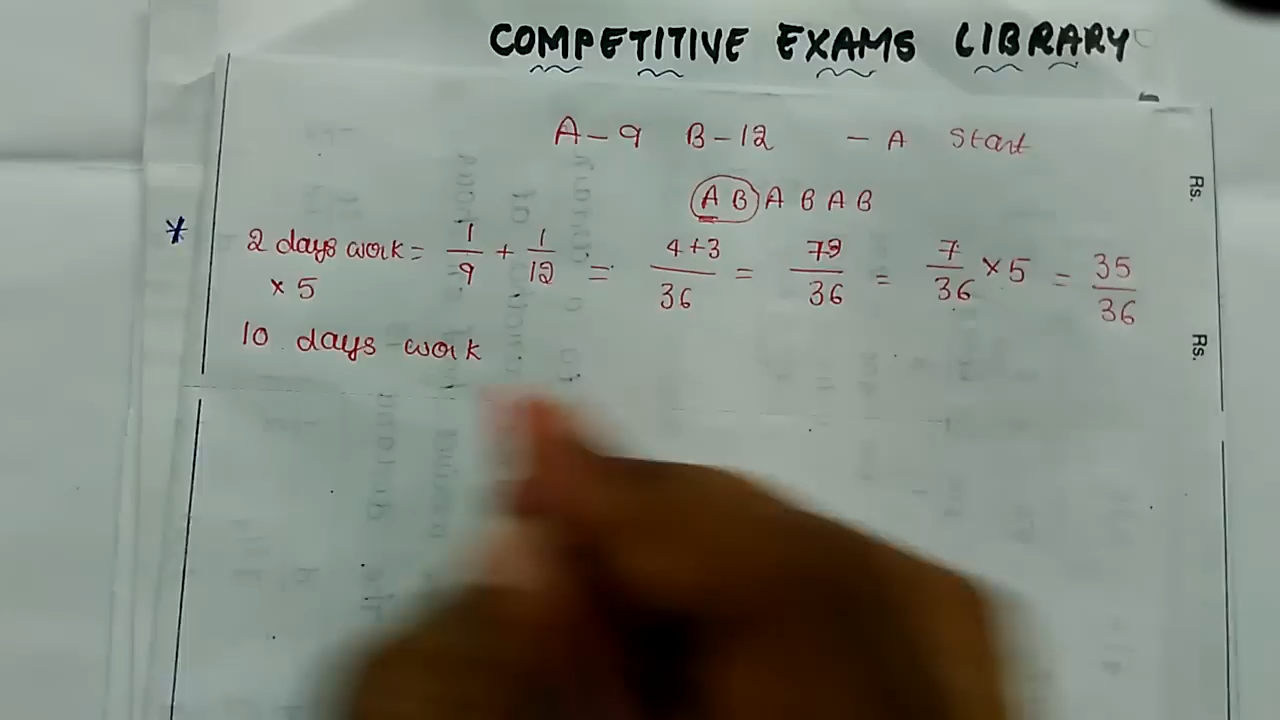 COMPETITIVE EXAMS LIBRARY
A - 9 B - 12 - A Start
A B A B A B
* 2 days work = 1/9 + 1/12 = 4+3/36 = 79/36 = 7/36 × 5 = 35/36
× 5
10 days work
Rs.
Rs.